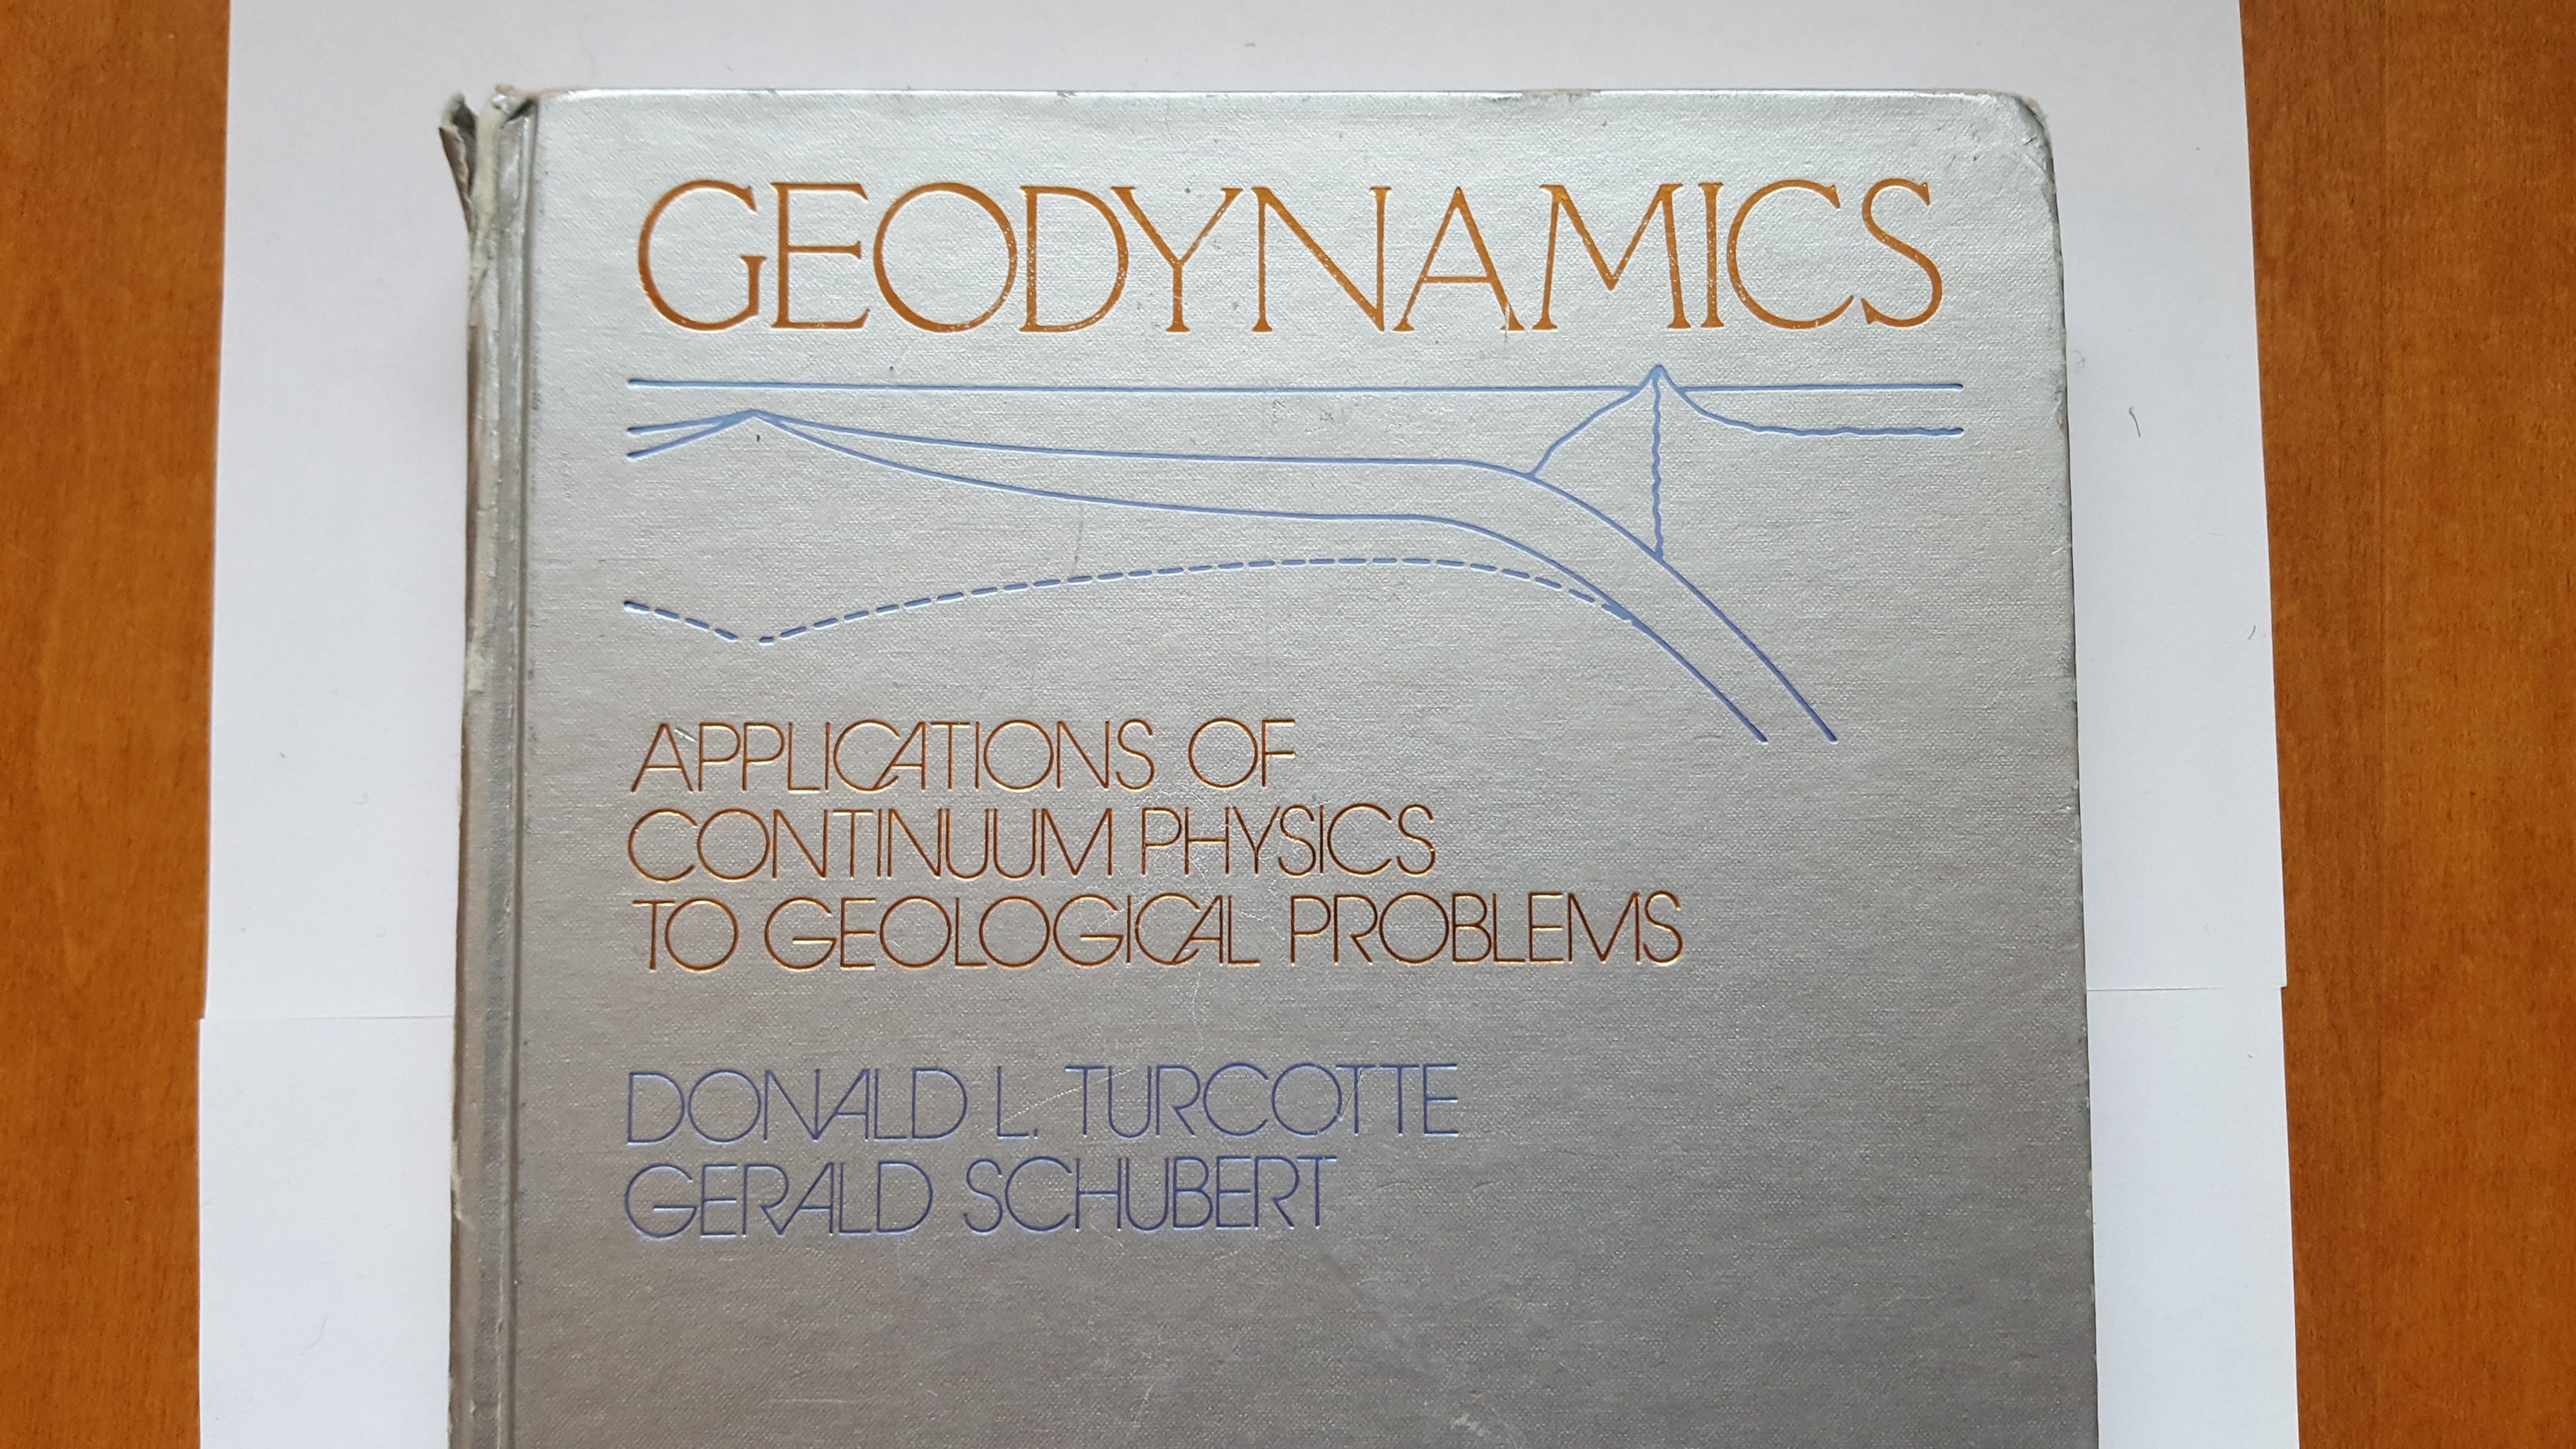 GEODYNAMICS
APPLICATIONS OF
CONTINUUM PHYSICS
TO GEOLOGICAL PROBLEMS
DONALD L. TURCOTTE
GERALD SCHUBERT